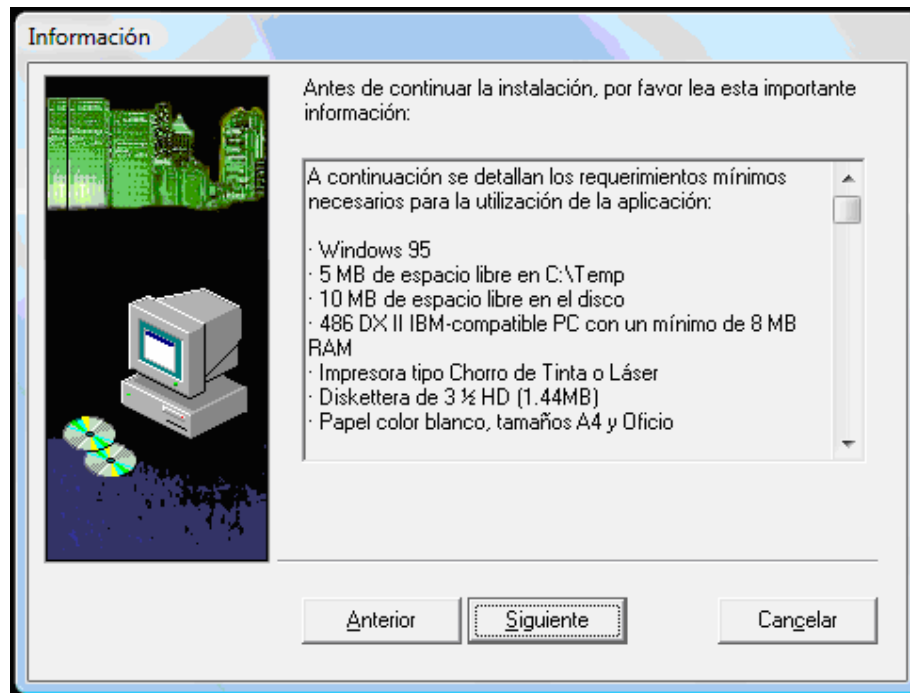 Información
Antes de continuar la instalación, por favor lea esta importante
información:
A continuación se detallan los requerimientos mínimos
necesarios para la utilización de la aplicación:
· Windows 95
· 5 MB de espacio libre en C:\Temp
· 10 MB de espacio libre en el disco
· 486 DX II IBM-compatible PC con un mínimo de 8 MB
RAM
· Impresora tipo Chorro de Tinta o Láser
· Diskettera de 3 ½ HD (1.44MB)
· Papel color blanco, tamaños A4 y Oficio
Anterior
Siguiente
Cancelar